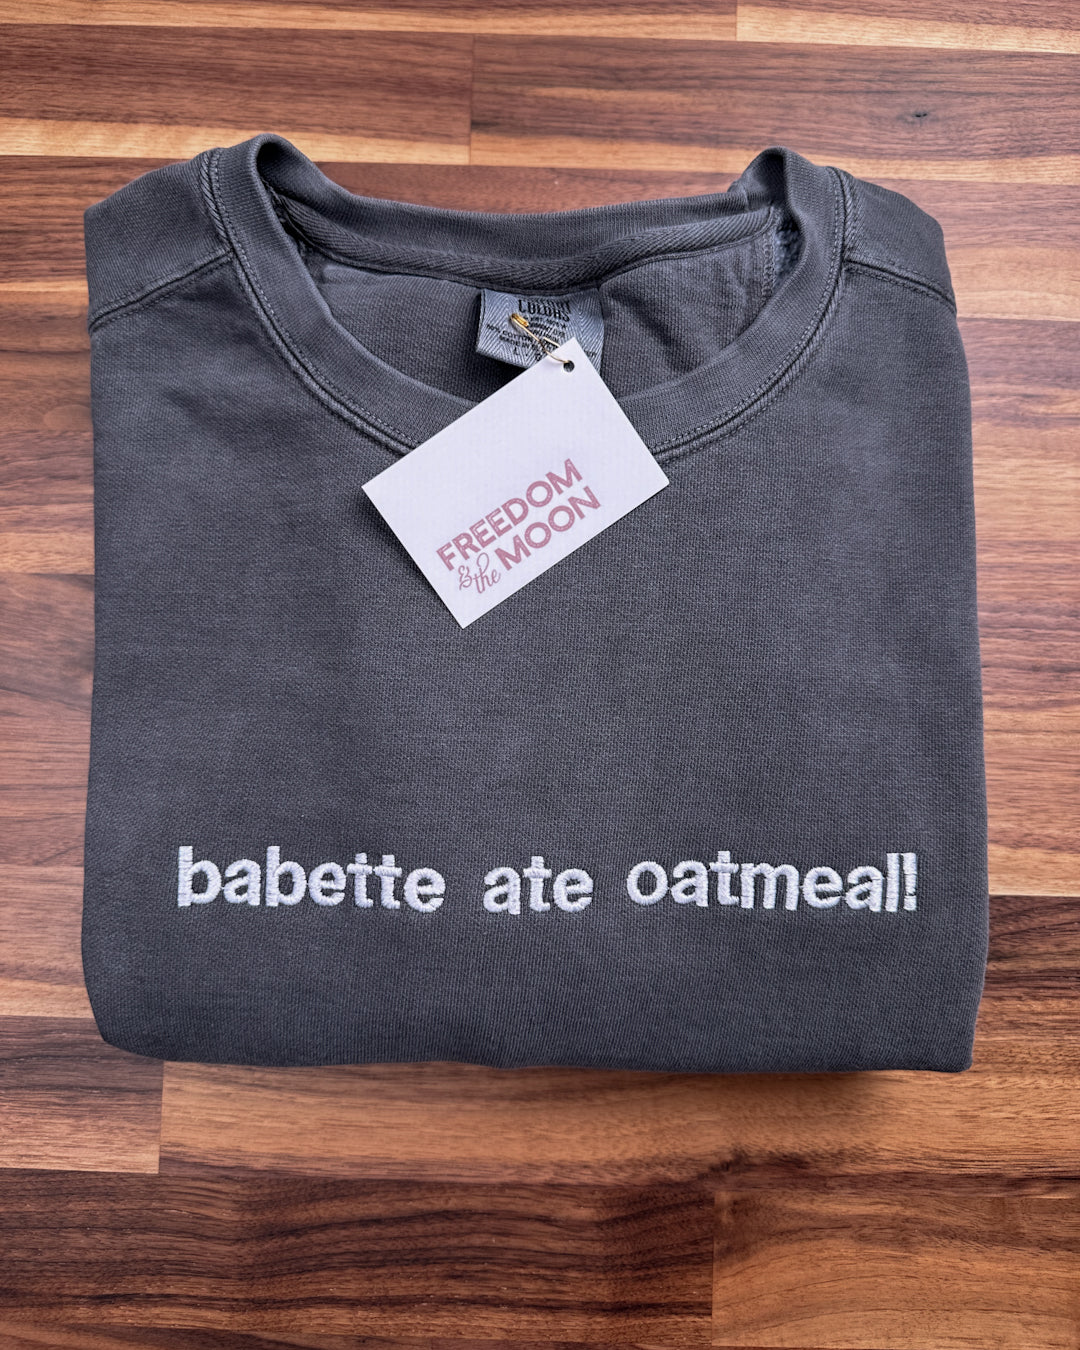 COLORS
FREEDOM
& the MOON
babette ate oatmeal!